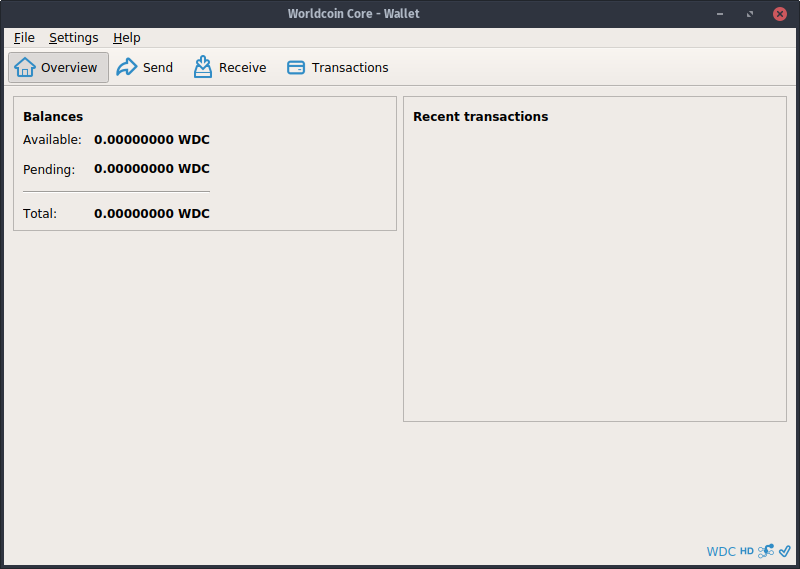 Worldcoin Core - Wallet
File Settings Help
Overview Send Receive Transactions
Balances
Available: 0.00000000 WDC
Pending: 0.00000000 WDC
Total: 0.00000000 WDC
Recent transactions
WDC HD